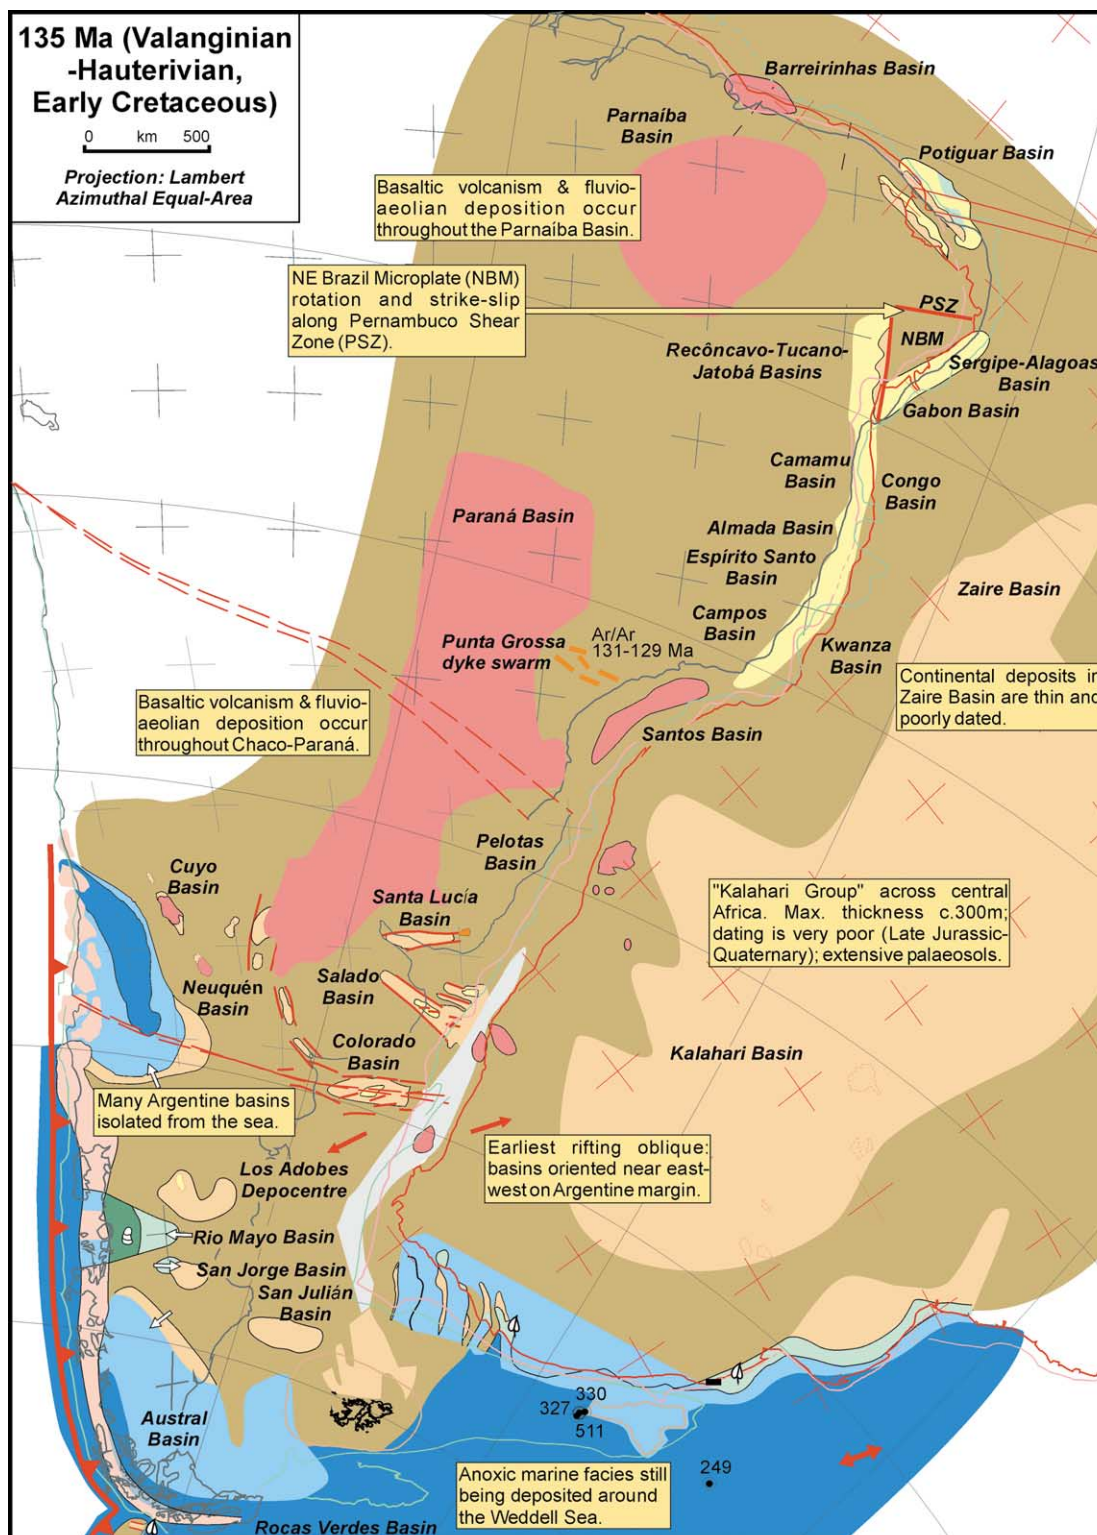 135 Ma (Valanginian
-Hauterivian,
Early Cretaceous)
0 km 500
Projection: Lambert
Azimuthal Equal-Area
Barreirinhas Basin
Parnaíba
Basin
Potiguar Basin
Basaltic volcanism & fluvio-
aeolian deposition occur
throughout the Parnaíba Basin.
NE Brazil Microplate (NBM)
rotation and strike-slip
along Pernambuco Shear
Zone (PSZ).
PSZ
NBM
Recôncavo-Tucano-
Jatobá Basins
Sergipe-Alagoas
Basin
Gabon Basin
Camamu
Basin
Congo
Basin
Paraná Basin
Almada Basin
Espírito Santo
Basin
Zaire Basin
Campos
Basin
Ar/Ar
131-129 Ma
Punta Grossa
dyke swarm
Kwanza
Basin
Continental deposits in
Zaire Basin are thin and
poorly dated.
Basaltic volcanism & fluvio-
aeolian deposition occur
throughout Chaco-Paraná.
Santos Basin
Pelotas
Basin
Cuyo
Basin
Santa Lucía
Basin
"Kalahari Group" across central
Africa. Max. thickness c.300m;
dating is very poor (Late Jurassic-
Quaternary); extensive palaeosols.
Neuquén
Basin
Salado
Basin
Colorado
Basin
Kalahari Basin
Many Argentine basins
isolated from the sea.
Earliest rifting oblique:
basins oriented near east-
west on Argentine margin.
Los Adobes
Depocentre
Rio Mayo Basin
San Jorge Basin
San Julián
Basin
330
327
511
Austral
Basin
249
Anoxic marine facies still
being deposited around
the Weddell Sea.
Rocas Verdes Basin